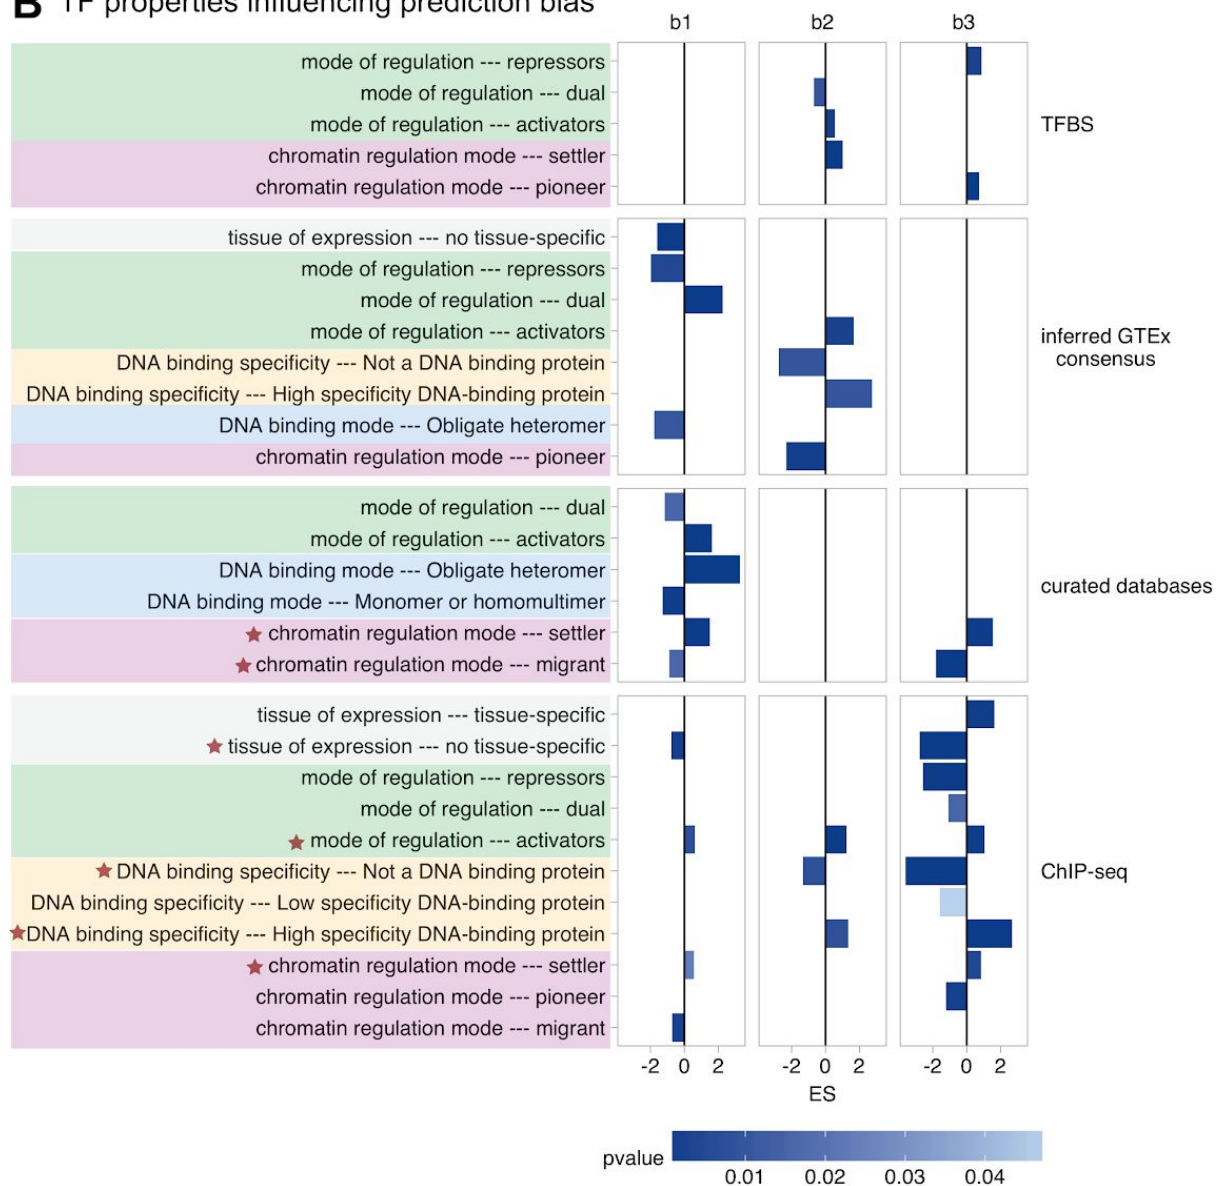 B TF properties influencing prediction bias
b1 b2 b3
mode of regulation --- repressors
mode of regulation --- dual
mode of regulation --- activators
chromatin regulation mode --- settler
chromatin regulation mode --- pioneer
TFBS
tissue of expression --- no tissue-specific
mode of regulation --- repressors
mode of regulation --- dual
mode of regulation --- activators
DNA binding specificity --- Not a DNA binding protein
DNA binding specificity --- High specificity DNA-binding protein
DNA binding mode --- Obligate heteromer
chromatin regulation mode --- pioneer
inferred GTEx
consensus
mode of regulation --- dual
mode of regulation --- activators
DNA binding mode --- Obligate heteromer
DNA binding mode --- Monomer or homomultimer
chromatin regulation mode --- settler
chromatin regulation mode --- migrant
curated databases
tissue of expression --- tissue-specific
tissue of expression --- no tissue-specific
mode of regulation --- repressors
mode of regulation --- dual
mode of regulation --- activators
DNA binding specificity --- Not a DNA binding protein
DNA binding specificity --- Low specificity DNA-binding protein
DNA binding specificity --- High specificity DNA-binding protein
chromatin regulation mode --- settler
chromatin regulation mode --- pioneer
chromatin regulation mode --- migrant
ChIP-seq
-2 0 2 -2 0 2 -2 0 2
ES
pvalue
0.01 0.02 0.03 0.04